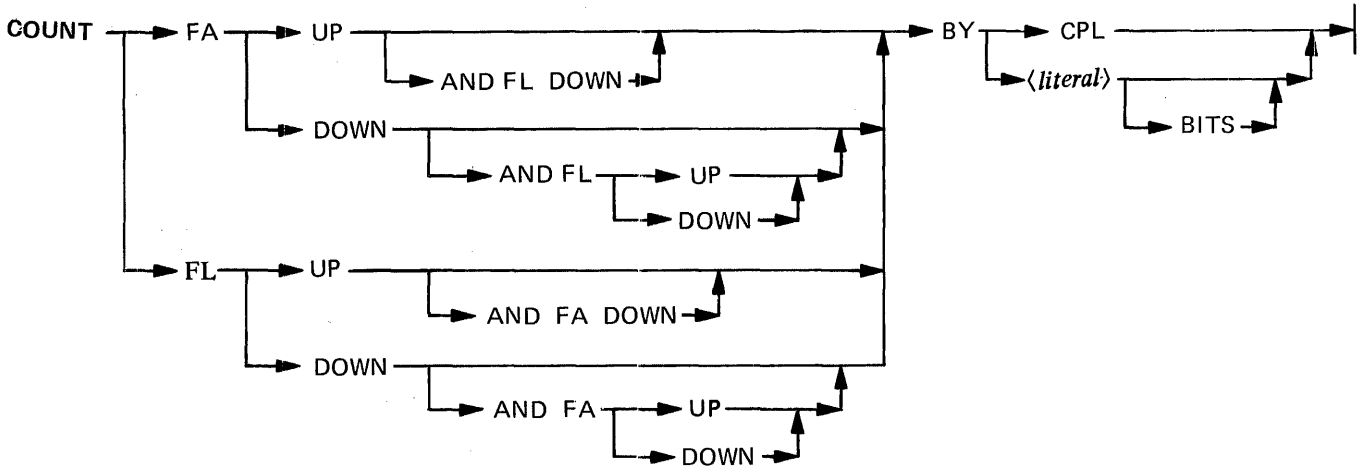 COUNT FA UP BY CPL
AND FL DOWN <literal>
DOWN BITS
AND FL UP
DOWN
FL UP
AND FA DOWN
DOWN
AND FA UP
DOWN